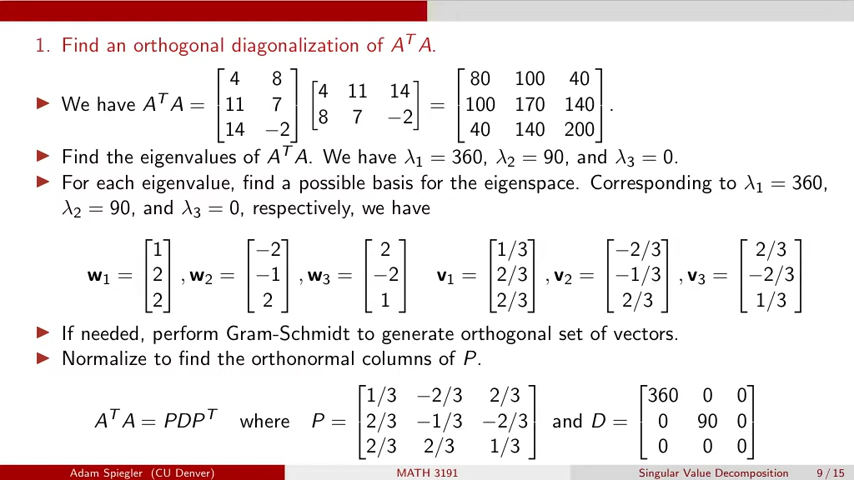 1. Find an orthogonal diagonalization of AᵀA.
► We have AᵀA = [4 8; 11 7; 14 −2] [4 11 14; 8 7 −2] = [80 100 40; 100 170 140; 40 140 200].
► Find the eigenvalues of AᵀA. We have λ₁ = 360, λ₂ = 90, and λ₃ = 0.
► For each eigenvalue, find a possible basis for the eigenspace. Corresponding to λ₁ = 360,
λ₂ = 90, and λ₃ = 0, respectively, we have
w₁ = [1; 2; 2], w₂ = [−2; −1; 2], w₃ = [2; −2; 1] v₁ = [1/3; 2/3; 2/3], v₂ = [−2/3; −1/3; 2/3], v₃ = [2/3; −2/3; 1/3]
► If needed, perform Gram-Schmidt to generate orthogonal set of vectors.
► Normalize to find the orthonormal columns of P.
AᵀA = PDPᵀ where P = [1/3 −2/3 2/3; 2/3 −1/3 −2/3; 2/3 2/3 1/3] and D = [360 0 0; 0 90 0; 0 0 0]
Adam Spiegler (CU Denver) MATH 3191 Singular Value Decomposition 9 / 15